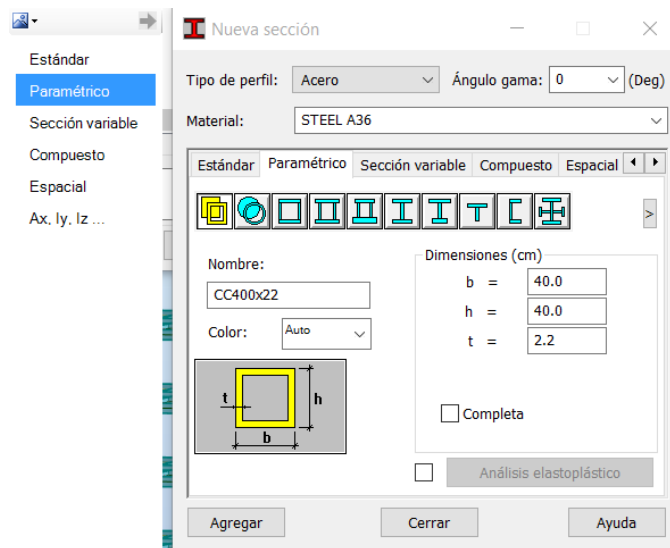 Estándar
Paramétrico
Sección variable
Compuesto
Espacial
Ax, Iy, Iz ...
Nueva sección
Tipo de perfil: Acero Ángulo gama: 0 (Deg)
Material: STEEL A36
Estándar Paramétrico Sección variable Compuesto Espacial
>
Nombre:
CC400x22
Color: Auto
t h
b
Dimensiones (cm)
b = 40.0
h = 40.0
t = 2.2
Completa
Análisis elastoplástico
Agregar Cerrar Ayuda